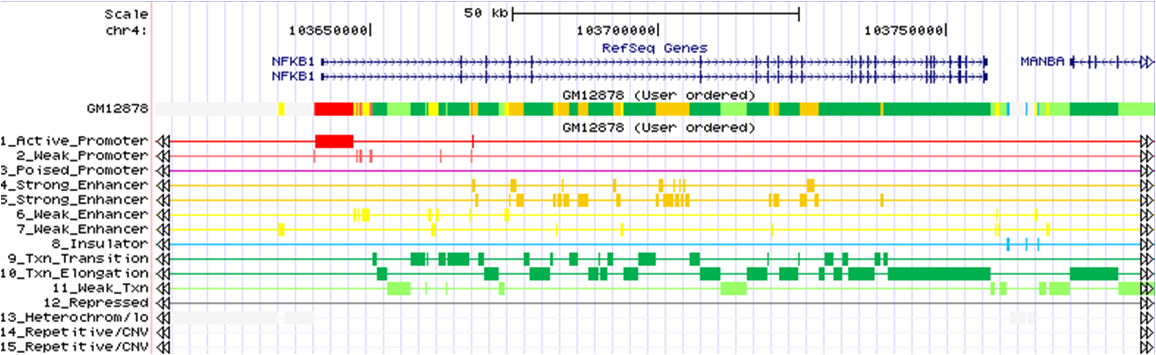 Scale 50 kb
chr4: 103650000 103700000 103750000
RefSeq Genes
NFKB1 MANBA
NFKB1
GM12878 (User ordered)
GM12878
GM12878 (User ordered)
1_Active_Promoter
2_Weak_Promoter
3_Poised_Promoter
4_Strong_Enhancer
5_Strong_Enhancer
6_Weak_Enhancer
7_Weak_Enhancer
8_Insulator
9_Txn_Transition
10_Txn_Elongation
11_Weak_Txn
12_Repressed
13_Heterochrom/lo
14_Repetitive/CNV
15_Repetitive/CNV